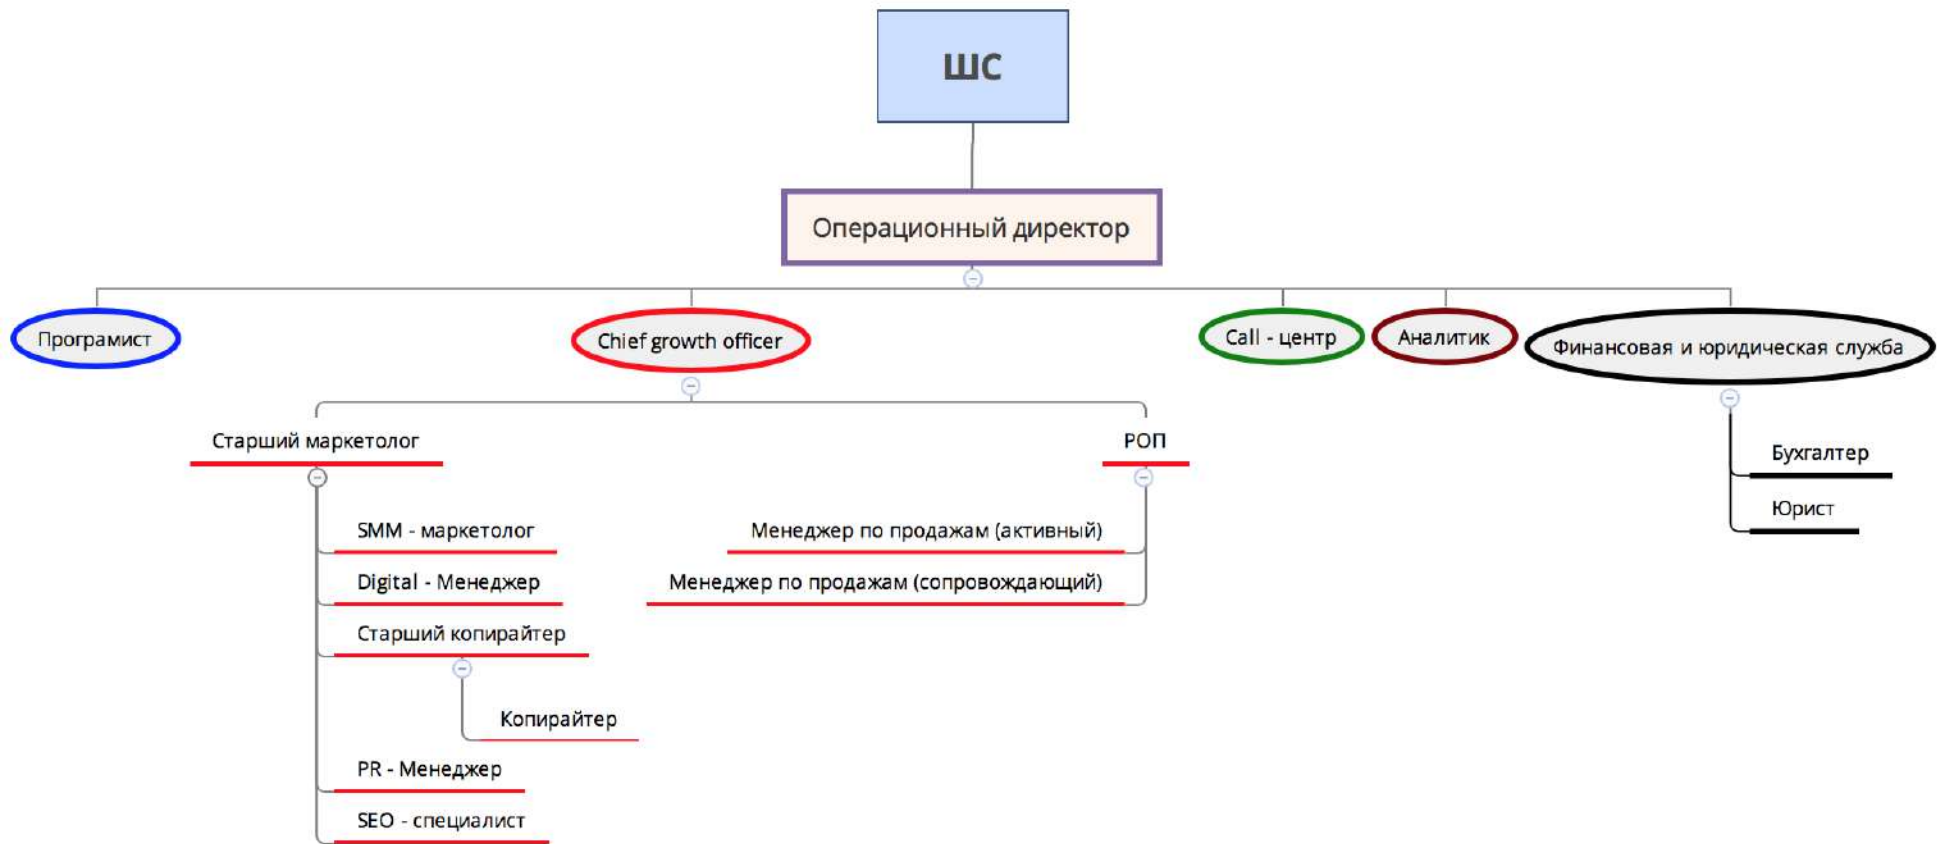 ШС
Операционный директор
Програмист
Chief growth officer
Call - центр
Аналитик
Финансовая и юридическая служба
Старший маркетолог
РОП
Бухгалтер
Юрист
SMM - маркетолог
Менеджер по продажам (активный)
Digital - Менеджер
Менеджер по продажам (сопровождающий)
Старший копирайтер
Копирайтер
PR - Менеджер
SEO - специалист